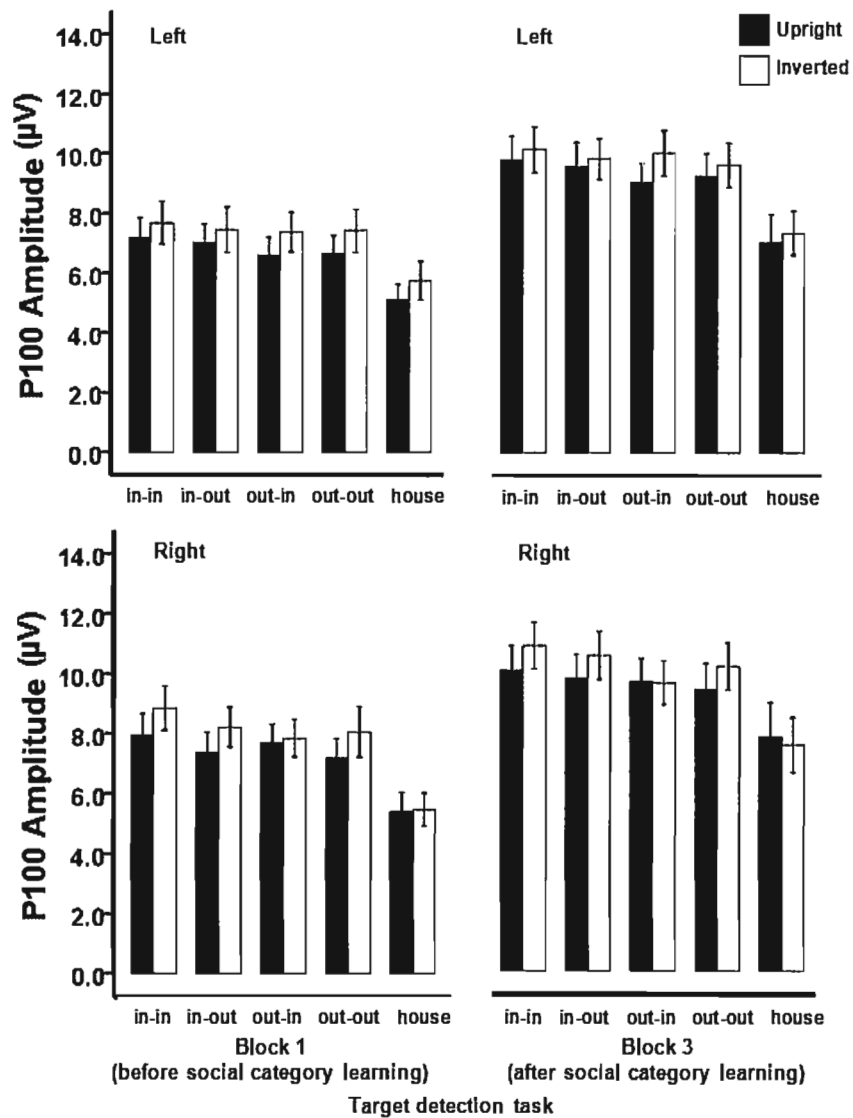 Left
Left
Upright
Inverted
P100 Amplitude (µV)
14.0
12.0
10.0
8.0
6.0
4.0
2.0
0.0
in-in in-out out-in out-out house
in-in in-out out-in out-out house
Right
Right
P100 Amplitude (µV)
14.0
12.0
10.0
8.0
6.0
4.0
2.0
0.0
in-in in-out out-in out-out house
in-in in-out out-in out-out house
Block 1
(before social category learning)
Block 3
(after social category learning)
Target detection task